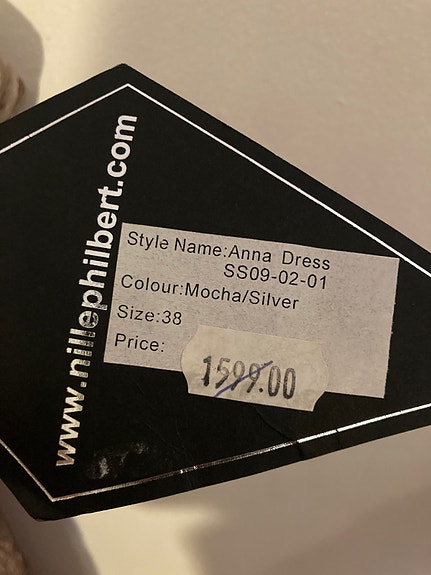 www.nillephilbert.com
Style Name:Anna Dress
SS09-02-01
Colour:Mocha/Silver
Size:38
Price:
1599.00